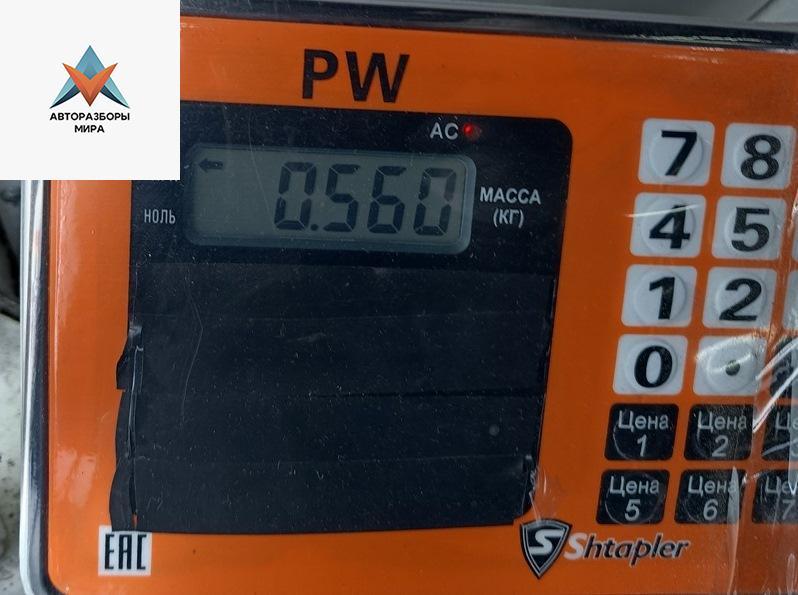 АВТОРАЗБОРЫ
МИРА
PW
AC
0.560
НОЛЬ
МАССА
(КГ)
7 8
4 5
1 2
0 .
Цена 1
Цена 2
Цена 5
Цена 6
EAC
S Shtapler